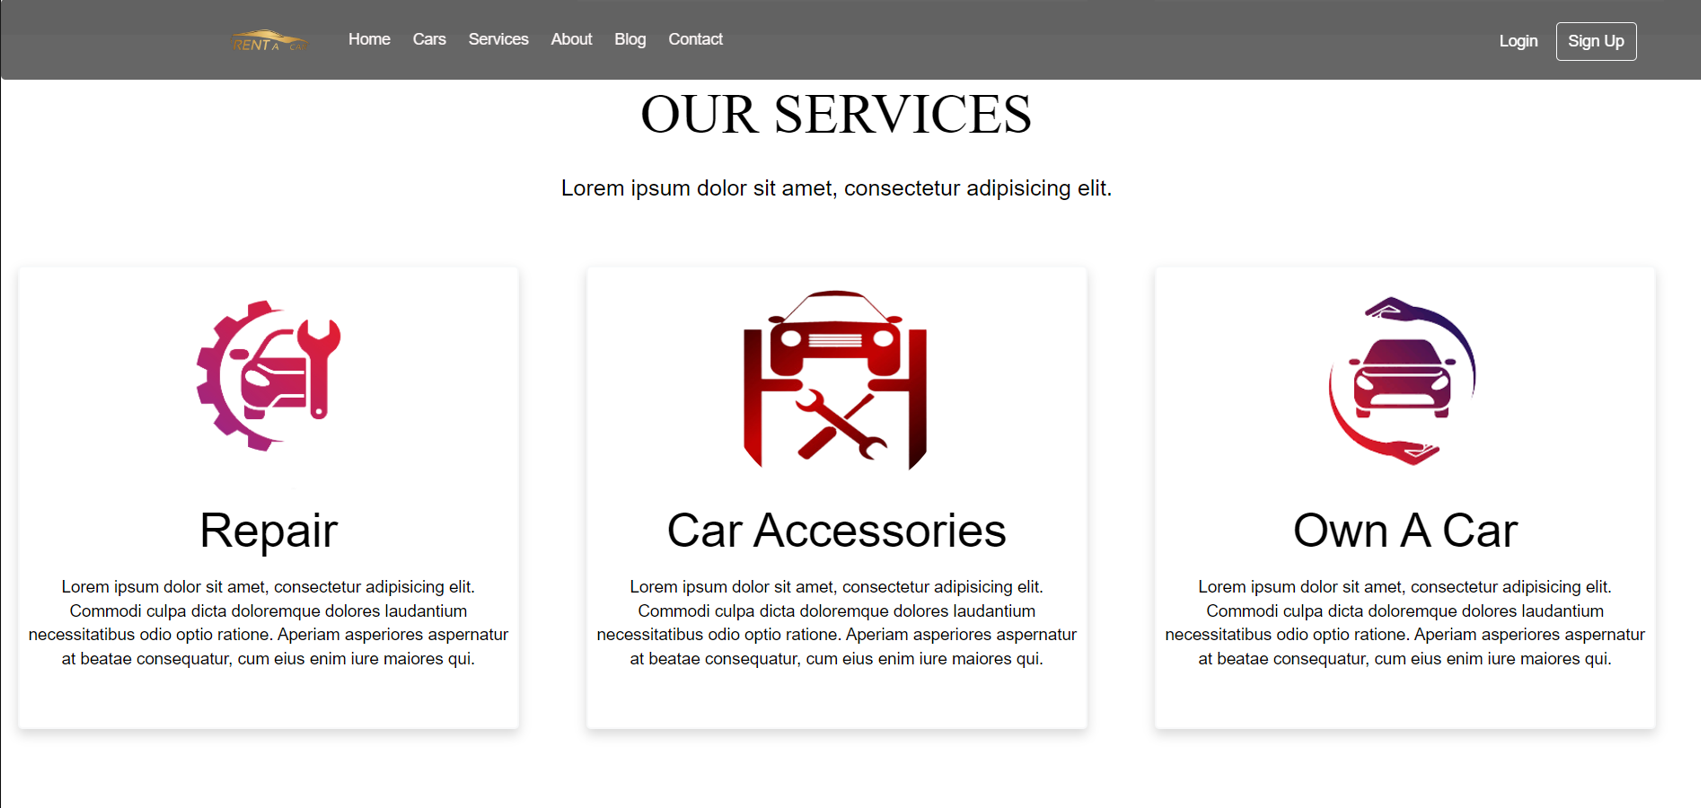 RENT A CAR
Home Cars Services About Blog Contact
Login Sign Up
OUR SERVICES
Lorem ipsum dolor sit amet, consectetur adipisicing elit.
Repair
Lorem ipsum dolor sit amet, consectetur adipisicing elit.
Commodi culpa dicta doloremque dolores laudantium
necessitatibus odio optio ratione. Aperiam asperiores aspernatur
at beatae consequatur, cum eius enim iure maiores qui.
Car Accessories
Lorem ipsum dolor sit amet, consectetur adipisicing elit.
Commodi culpa dicta doloremque dolores laudantium
necessitatibus odio optio ratione. Aperiam asperiores aspernatur
at beatae consequatur, cum eius enim iure maiores qui.
Own A Car
Lorem ipsum dolor sit amet, consectetur adipisicing elit.
Commodi culpa dicta doloremque dolores laudantium
necessitatibus odio optio ratione. Aperiam asperiores aspernatur
at beatae consequatur, cum eius enim iure maiores qui.